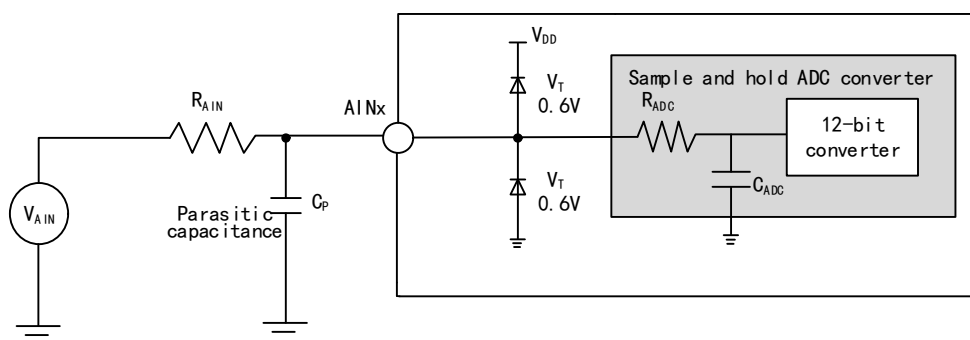 V_DD
Sample and hold ADC converter
R_AIN
AINx
V_T
0.6V
R_ADC
12-bit
converter
V_AIN
Parasitic
capacitance
C_P
V_T
0.6V
C_ADC